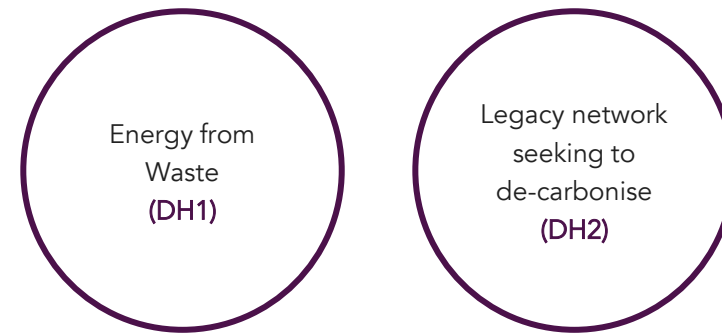 Energy from
Waste
(DH1)
Legacy network
seeking to
de-carbonise
(DH2)